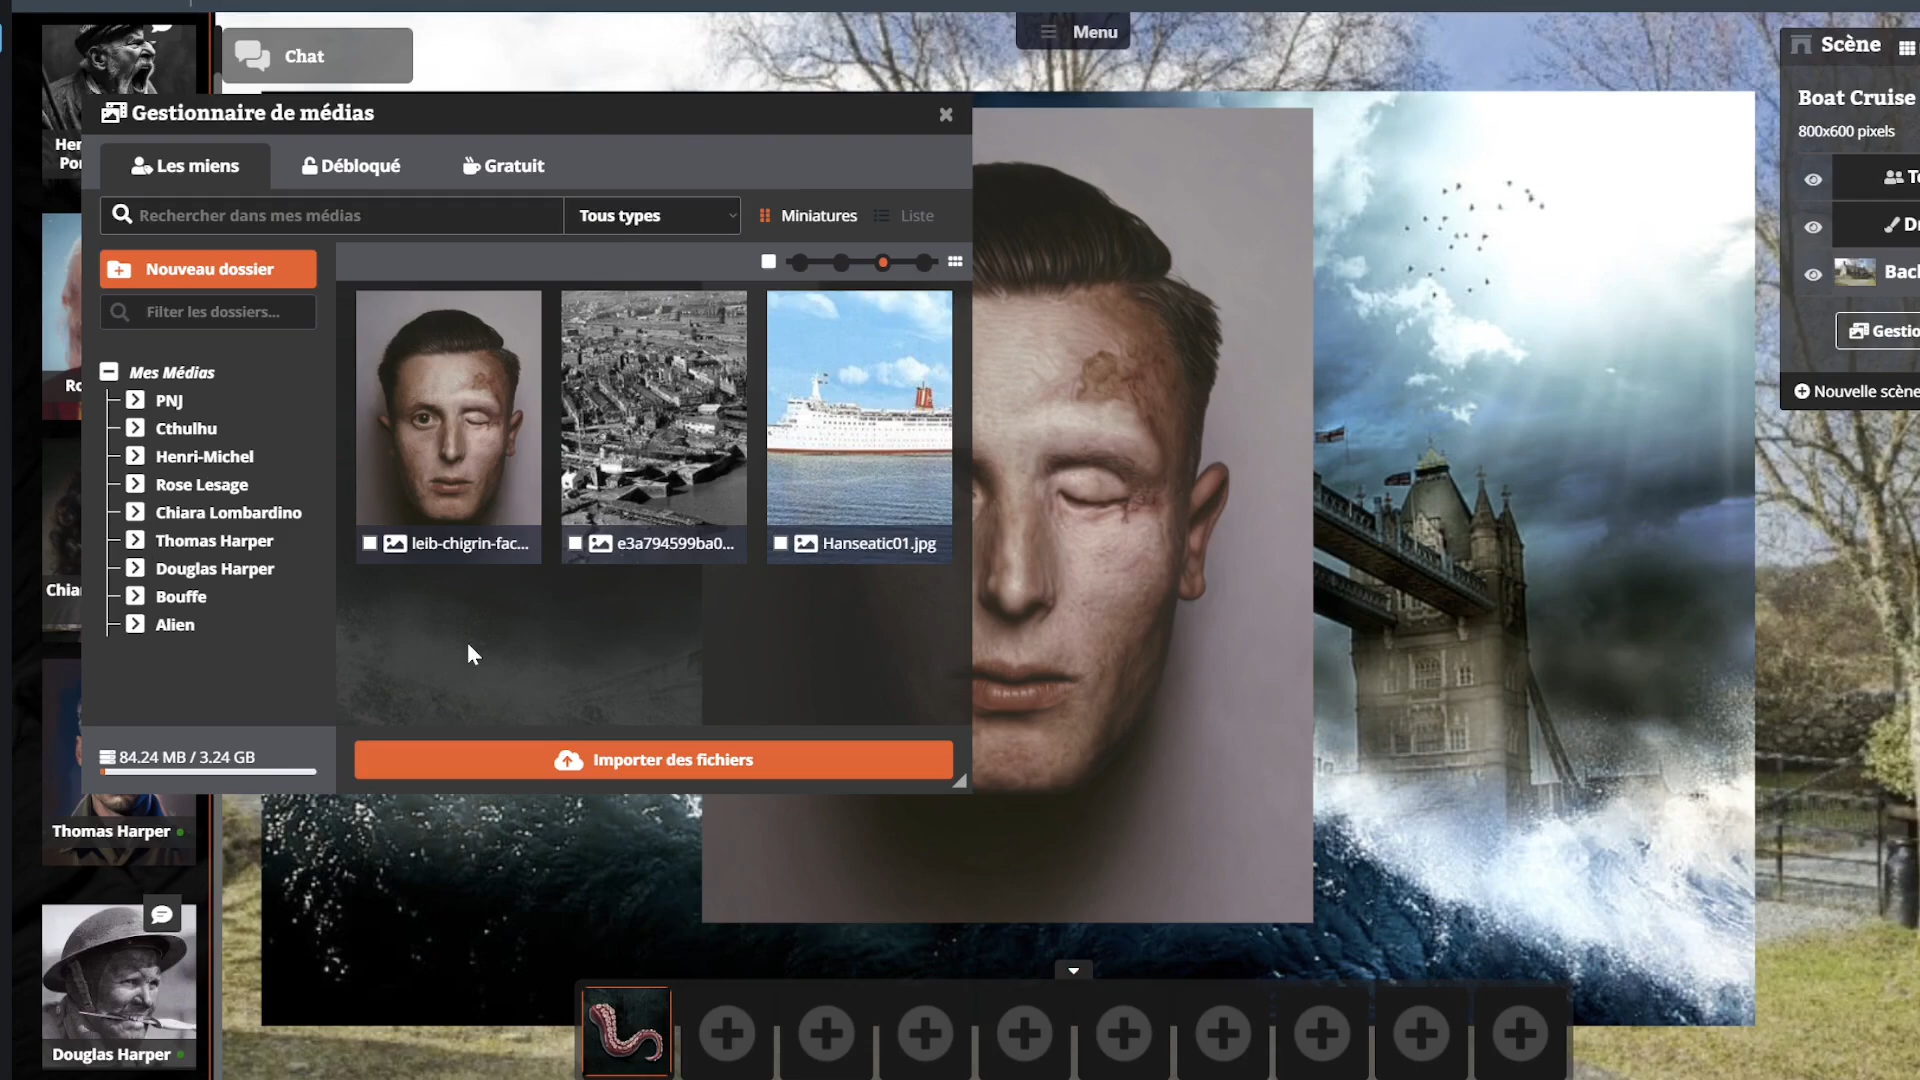 Chat
Menu
Scène
Boat Cruise
800x600 pixels
Gestionnaire de médias
Les miens
Débloqué
Gratuit
Rechercher dans mes médias
Tous types
Miniatures
Liste
Nouveau dossier
Filter les dossiers...
Mes Médias
PNJ
Cthulhu
Henri-Michel
Rose Lesage
Chiara Lombardino
Thomas Harper
Douglas Harper
Bouffe
Alien
leib-chigrin-fac...
e3a794599ba0...
Hanseatic01.jpg
84.24 MB / 3.24 GB
Importer des fichiers
Nouvelle scène
Thomas Harper
Douglas Harper